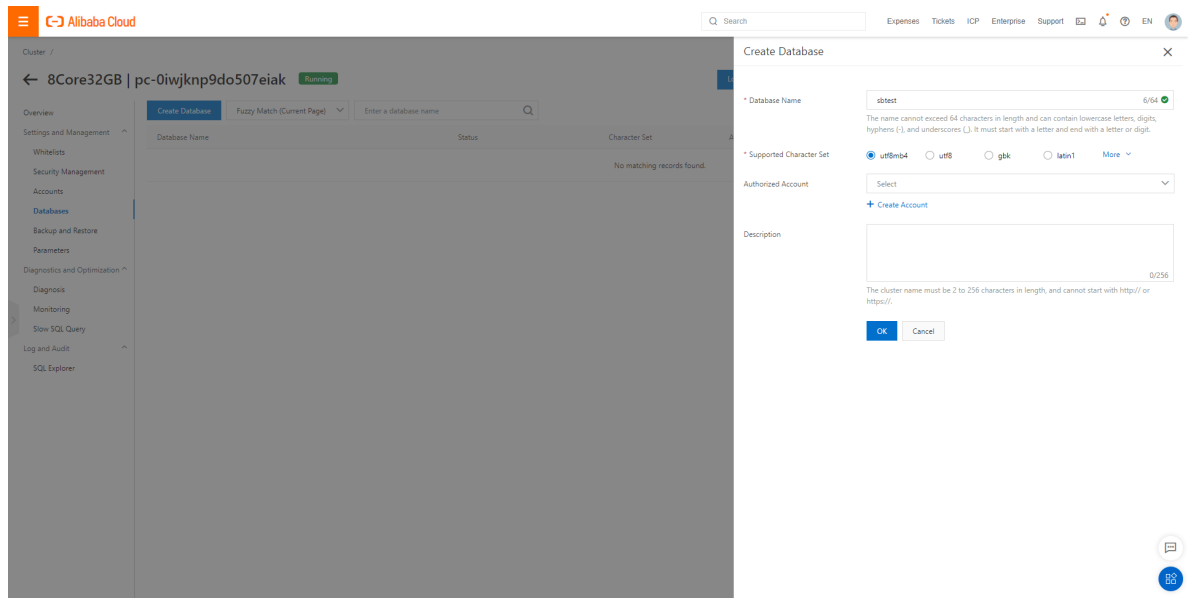 Alibaba Cloud
Search
Expenses Tickets ICP Enterprise Support EN
Cluster /
8Core32GB | pc-0iwjknp9do507eiak Running
Overview
Settings and Management
Whitelists
Security Management
Accounts
Databases
Backup and Restore
Parameters
Diagnostics and Optimization
Diagnosis
Monitoring
Slow SQL Query
Log and Audit
SQL Explorer
Create Database Fuzzy Match (Current Page) Enter a database name
Database Name Status Character Set
No matching records found.
Create Database
* Database Name sbtest 6/64
The name cannot exceed 64 characters in length and can contain lowercase letters, digits,
hyphens (-), and underscores (_). It must start with a letter and end with a letter or digit.
* Supported Character Set utf8mb4 utf8 gbk latin1 More
Authorized Account Select
+ Create Account
Description
0/256
The cluster name must be 2 to 256 characters in length, and cannot start with http:// or
https://.
OK Cancel